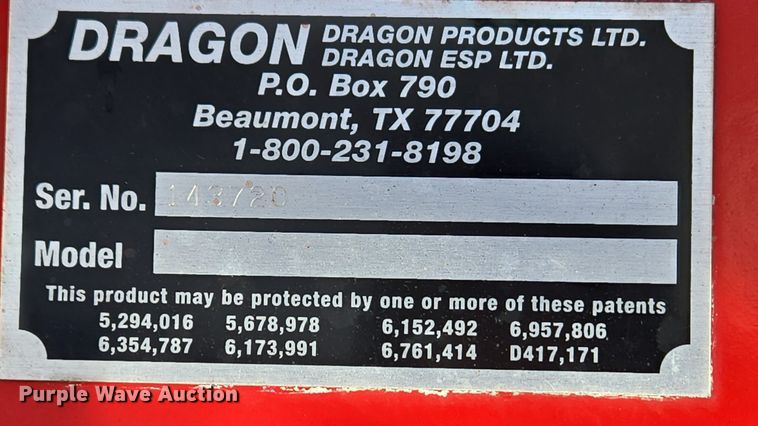 DRAGON DRAGON PRODUCTS LTD.
DRAGON ESP LTD.
P.O. Box 790
Beaumont, TX 77704
1-800-231-8198
Ser. No. 143720
Model
This product may be protected by one or more of these patents
5,294,016 5,678,978 6,152,492 6,957,806
6,354,787 6,173,991 6,761,414 D417,171
Purple Wave Auction